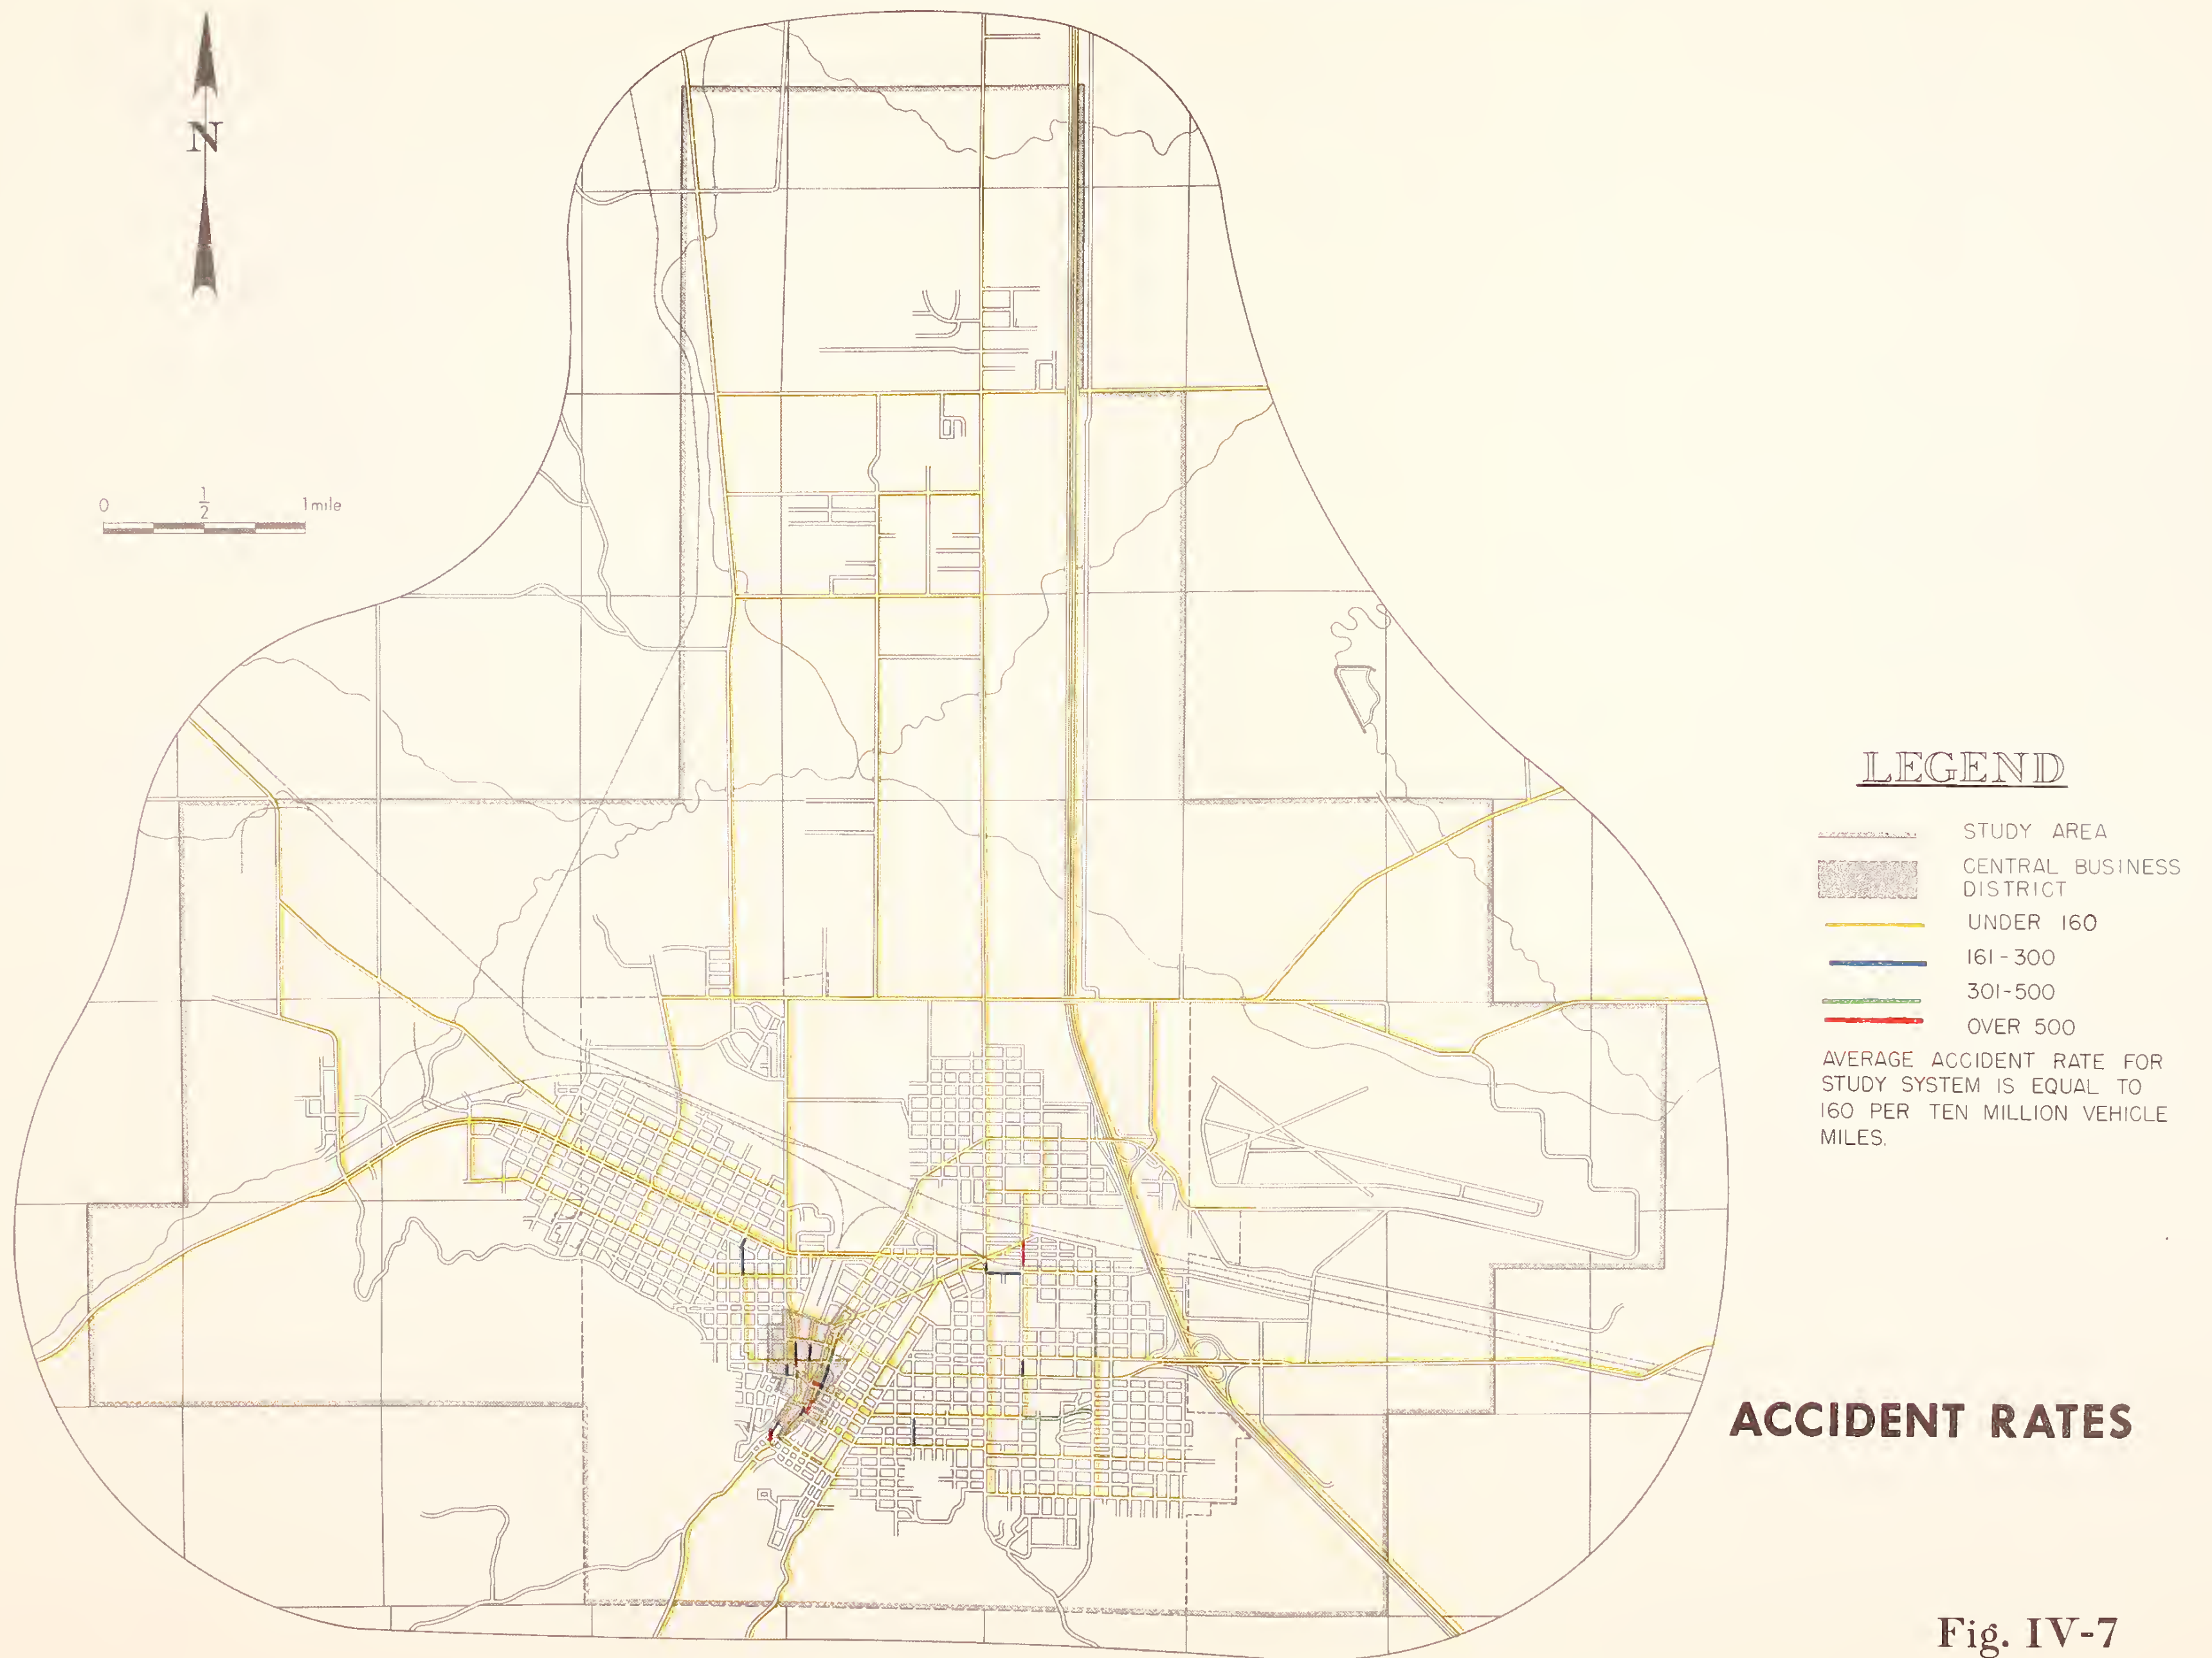 N
0 1/2 1 mile
LEGEND
STUDY AREA
CENTRAL BUSINESS
DISTRICT
UNDER 160
161-300
301-500
OVER 500
AVERAGE ACCIDENT RATE FOR
STUDY SYSTEM IS EQUAL TO
160 PER TEN MILLION VEHICLE
MILES.
ACCIDENT RATES
Fig. IV-7